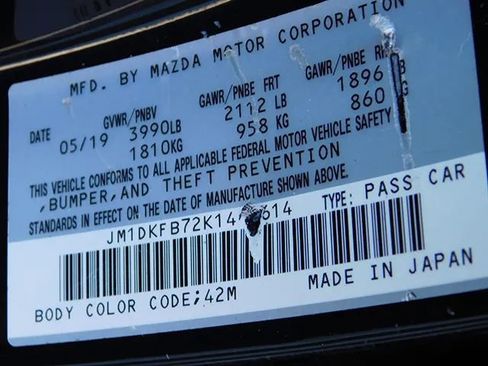 MFD. BY MAZDA MOTOR CORPORATION
DATE GVWR/PNBV GAWR/PNBE FRT GAWR/PNBE
05/19 3990LB 2112 LB 1896
1810KG 958 KG 860
THIS VEHICLE CONFORMS TO ALL APPLICABLE FEDERAL MOTOR VEHICLE SAFETY
,BUMPER,AND THEFT PREVENTION
STANDARDS IN EFFECT ON THE DATE OF MANUFACTURE SHOWN ABOVE.
TYPE: PASS CAR
BODY COLOR CODE;42M MADE IN JAPAN